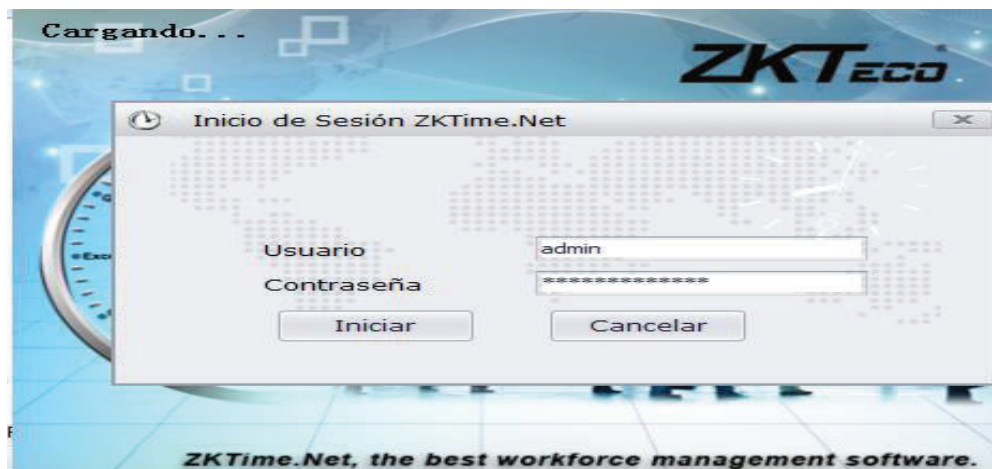 Cargando...
ZKTECO
Inicio de Sesión ZKTime.Net
Usuario
admin
Contraseña
*************
Iniciar
Cancelar
ZKTime.Net, the best workforce management software.